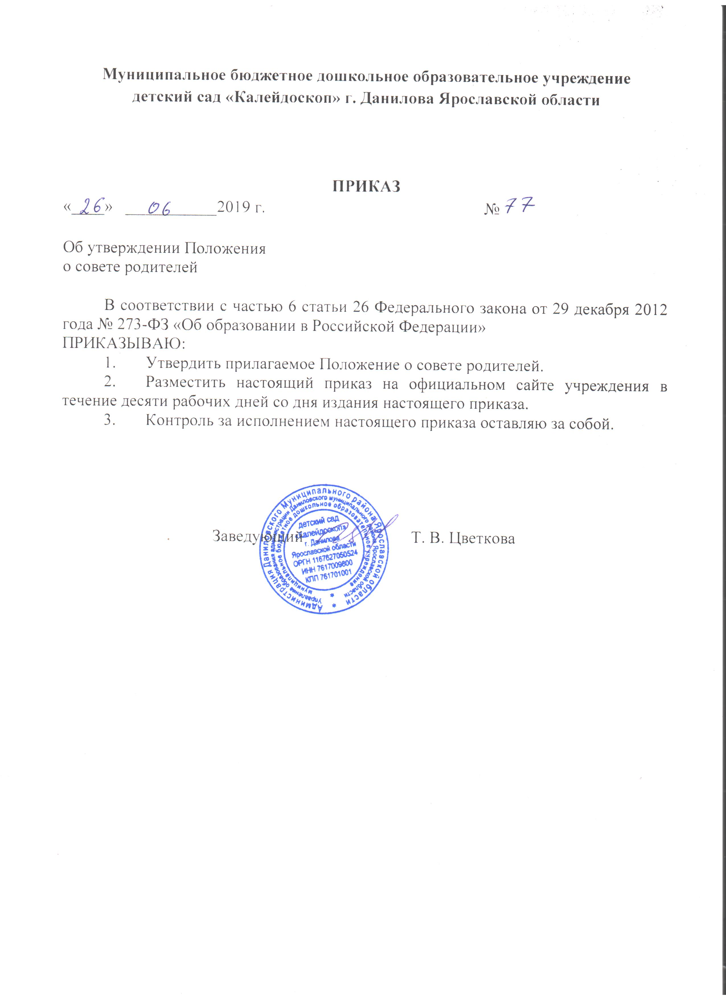 Муниципальное бюджетное дошкольное образовательное учреждение
детский сад «Калейдоскоп» г. Данилова Ярославской области
ПРИКАЗ
«26» 06 2019 г. № 77
Об утверждении Положения
о совете родителей
В соответствии с частью 6 статьи 26 Федерального закона от 29 декабря 2012
года № 273-ФЗ «Об образовании в Российской Федерации»
ПРИКАЗЫВАЮ:
1. Утвердить прилагаемое Положение о совете родителей.
2. Разместить настоящий приказ на официальном сайте учреждения в
течение десяти рабочих дней со дня издания настоящего приказа.
3. Контроль за исполнением настоящего приказа оставляю за собой.
Заведующий Т. В. Цветкова
Администрация Даниловского Муниципального района Ярославской области
Управление образования администрации Даниловского муниципального района Ярославской области
муниципальное бюджетное дошкольное образовательное учреждение
детский сад
«Калейдоскоп»
г. Данилова
Ярославской области
ОРГН 1167627050524
ИНН 7617009800
КПП 761701001